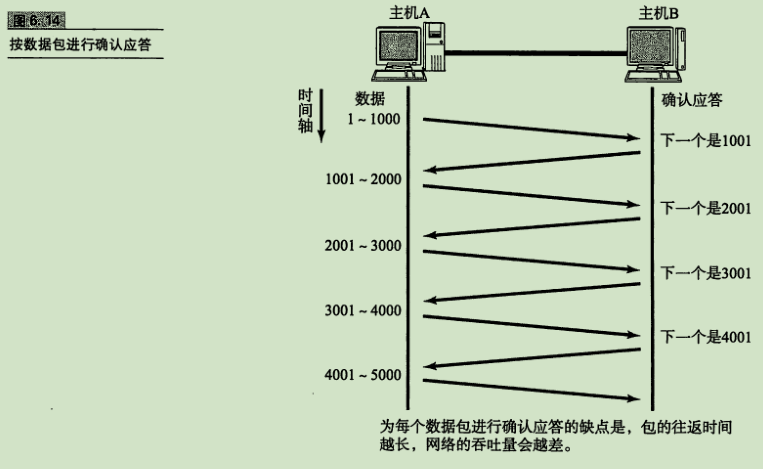 图 6.14
按数据包进行确认应答
主机A
主机B
时间轴
数据
确认应答
1～1000
下一个是1001
1001～2000
下一个是2001
2001～3000
下一个是3001
3001～4000
下一个是4001
4001～5000
为每个数据包进行确认应答的缺点是，包的往返时间
越长，网络的吞吐量会越差。